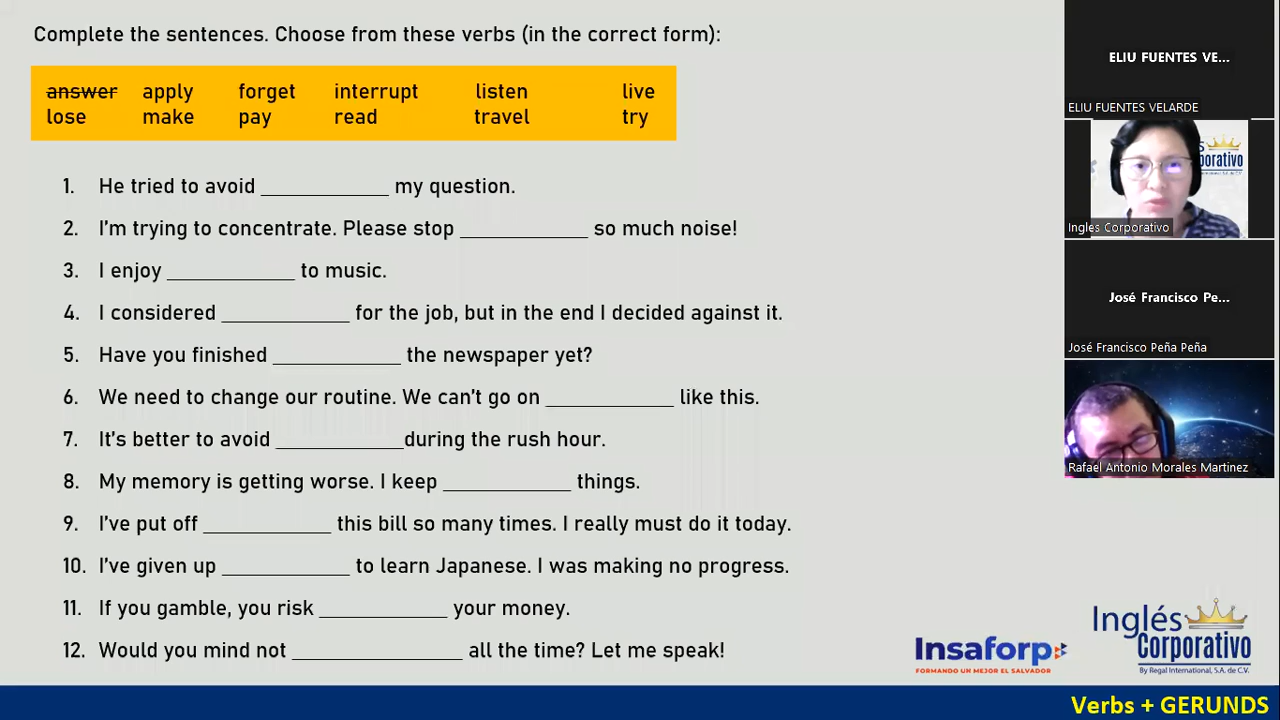 Complete the sentences. Choose from these verbs (in the correct form):
answer apply forget interrupt listen live
lose make pay read travel try
1. He tried to avoid ____________ my question.
2. I'm trying to concentrate. Please stop ____________ so much noise!
3. I enjoy ____________ to music.
4. I considered ____________ for the job, but in the end I decided against it.
5. Have you finished ____________ the newspaper yet?
6. We need to change our routine. We can't go on ____________ like this.
7. It's better to avoid ____________during the rush hour.
8. My memory is getting worse. I keep ____________ things.
9. I've put off ____________ this bill so many times. I really must do it today.
10. I've given up ____________ to learn Japanese. I was making no progress.
11. If you gamble, you risk ____________ your money.
12. Would you mind not ________________ all the time? Let me speak!
Insaforp
FORMANDO UN MEJOR EL SALVADOR
Inglés
Corporativo
By Regal International, S.A. de C.V.
Verbs + GERUNDS
ELIU FUENTES VE...
ELIU FUENTES VELARDE
porativo
Ingles Corporativo
José Francisco Pe...
José Francisco Peña Peña
Rafael Antonio Morales Martinez